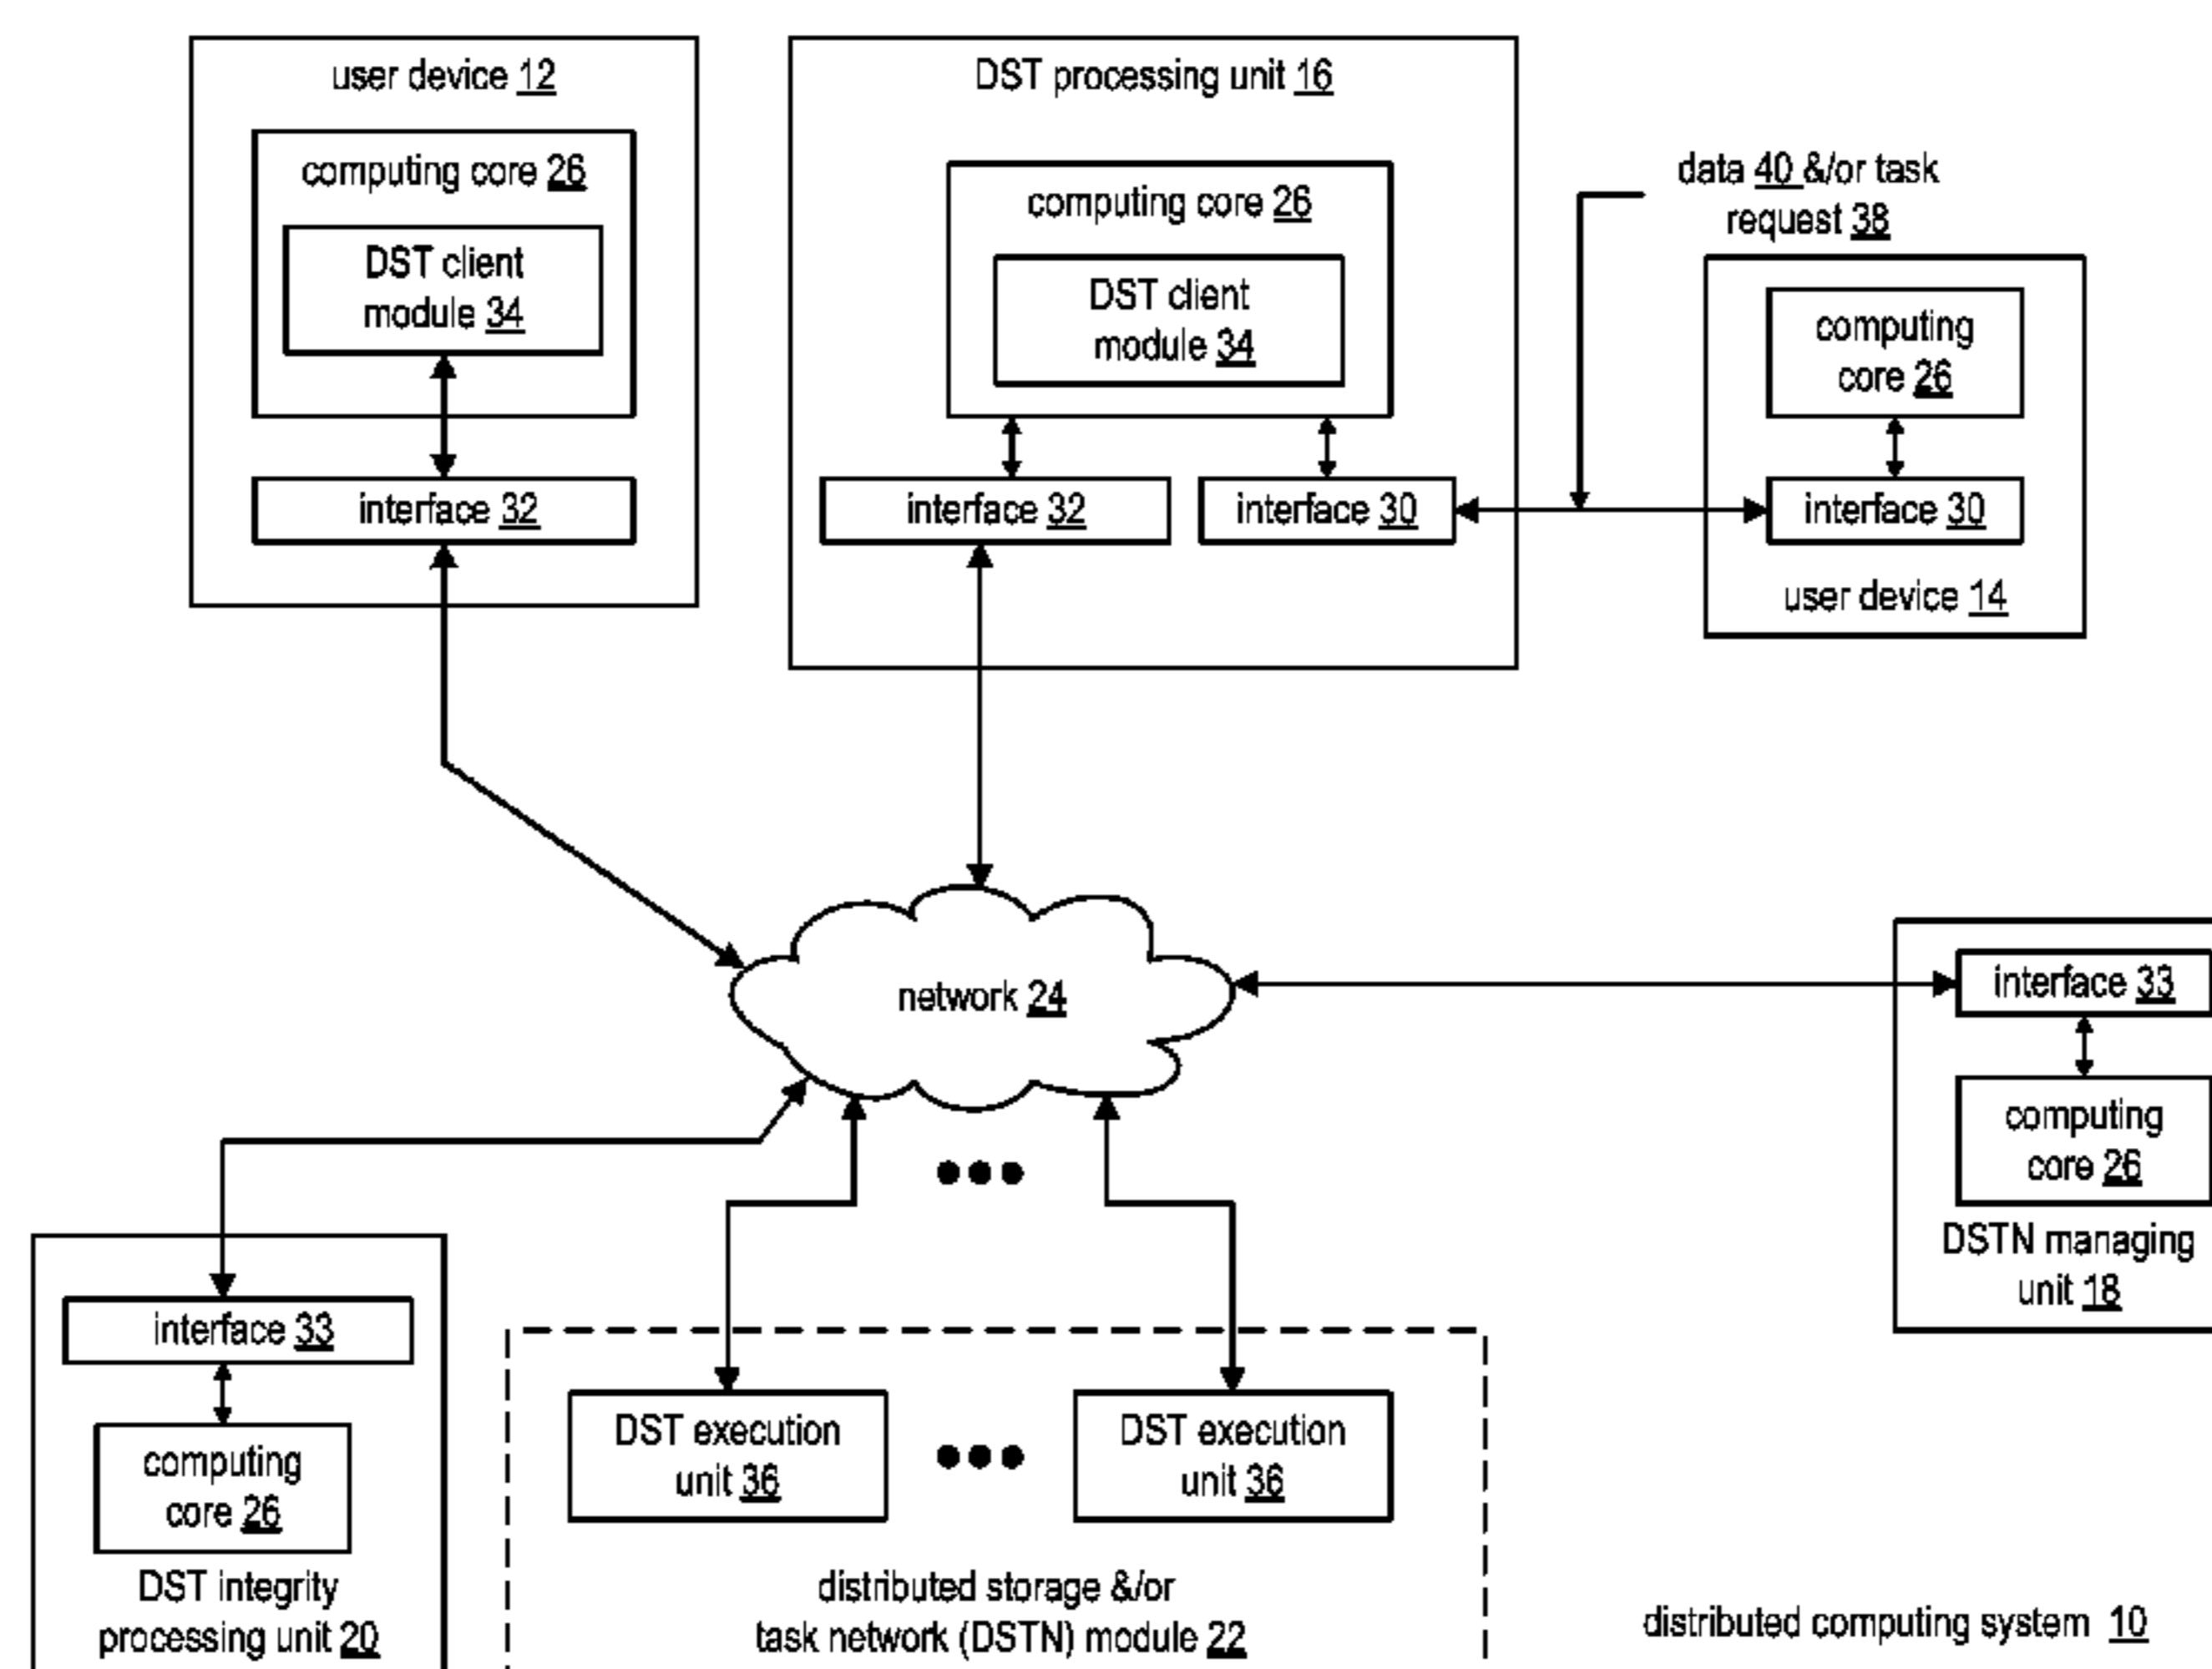 user device 12
computing core 26
DST client
module 34
interface 32
DST processing unit 16
computing core 26
DST client
module 34
interface 32
interface 30
data 40 &/or task
request 38
computing
core 26
interface 30
user device 14
network 24
interface 33
computing
core 26
DSTN managing
unit 18
interface 33
computing
core 26
DST integrity
processing unit 20
DST execution
unit 36
DST execution
unit 36
distributed storage &/or
task network (DSTN) module 22
distributed computing system 10